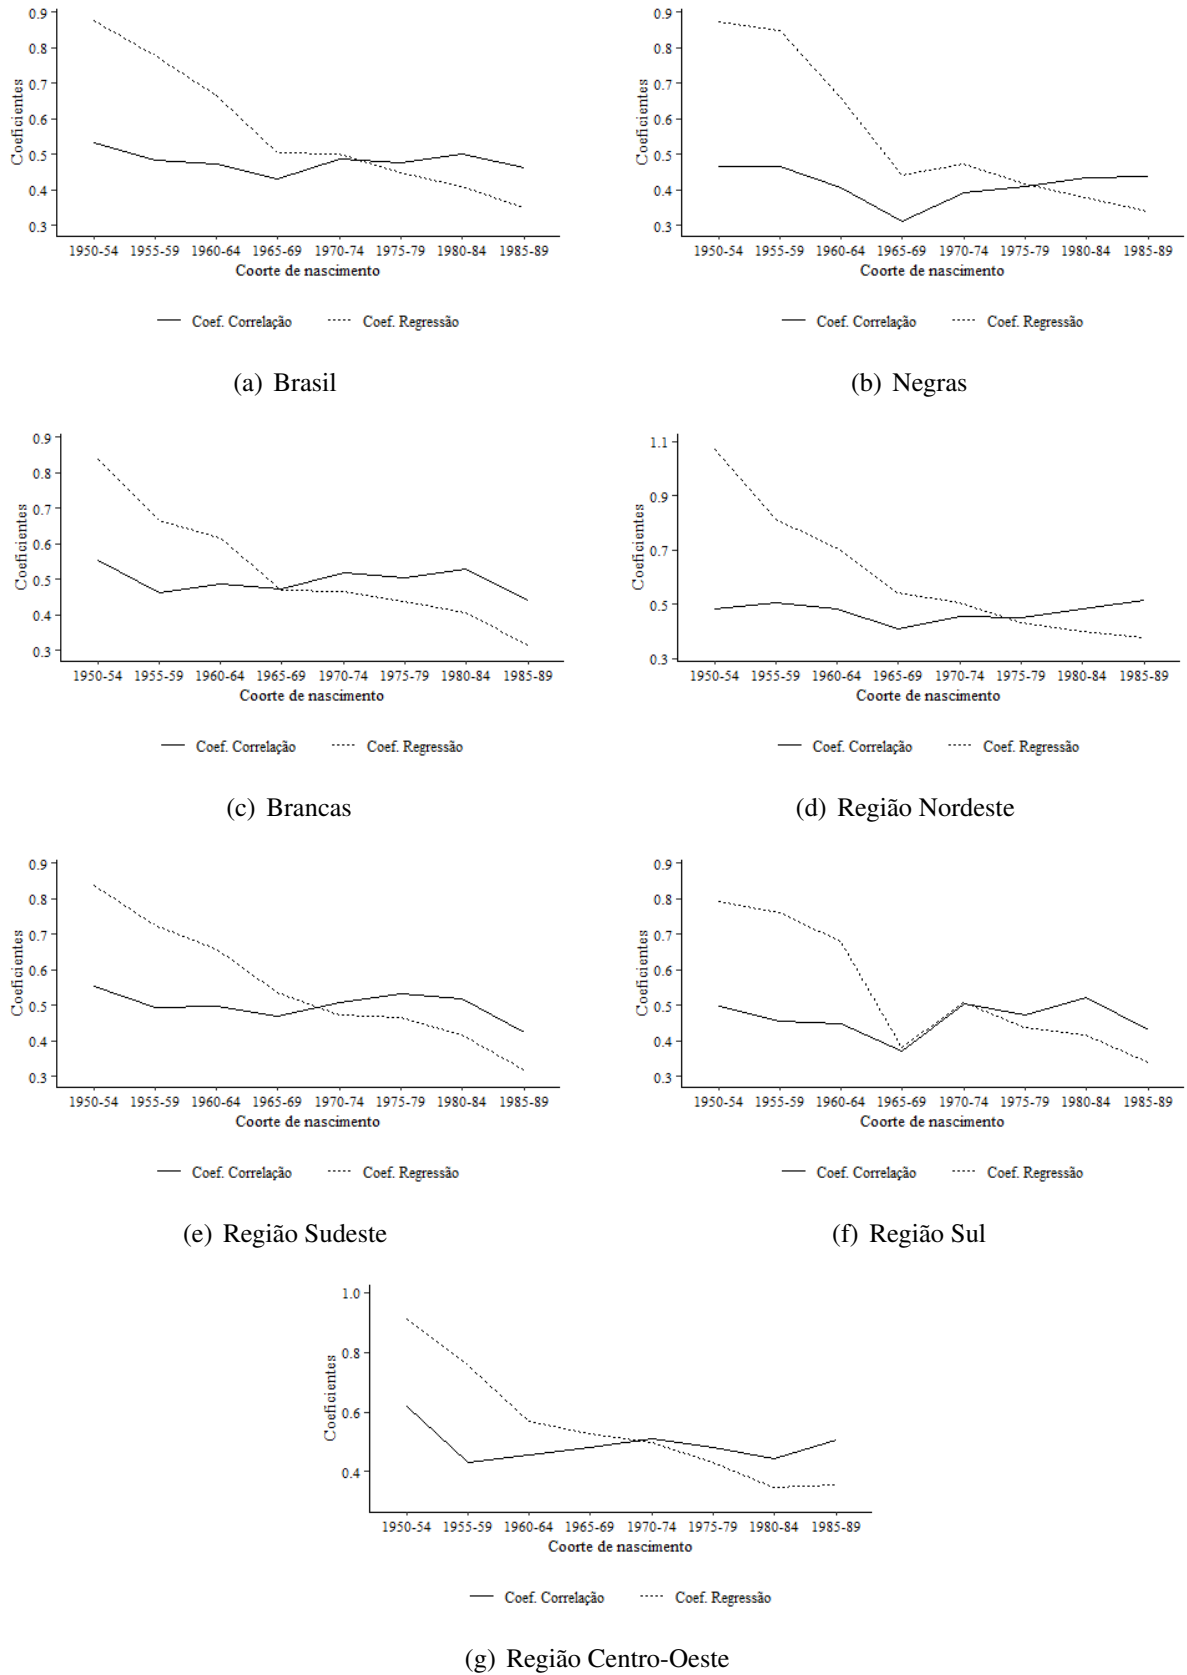 0.9
0.8
0.7
0.6
0.5
0.4
0.3
Coeficientes
1950-54 1955-59 1960-64 1965-69 1970-74 1975-79 1980-84 1985-89
Coorte de nascimento
Coef. Correlação Coef. Regressão
(a) Brasil
0.9
0.8
0.7
0.6
0.5
0.4
0.3
Coeficientes
1950-54 1955-59 1960-64 1965-69 1970-74 1975-79 1980-84 1985-89
Coorte de nascimento
Coef. Correlação Coef. Regressão
(b) Negras
0.9
0.8
0.7
0.6
0.5
0.4
0.3
Coeficientes
1950-54 1955-59 1960-64 1965-69 1970-74 1975-79 1980-84 1985-89
Coorte de nascimento
Coef. Correlação Coef. Regressão
(c) Brancas
1.1
0.9
0.7
0.5
0.3
Coeficientes
1950-54 1955-59 1960-64 1965-69 1970-74 1975-79 1980-84 1985-89
Coorte de nascimento
Coef. Correlação Coef. Regressão
(d) Região Nordeste
0.9
0.8
0.7
0.6
0.5
0.4
0.3
Coeficientes
1950-54 1955-59 1960-64 1965-69 1970-74 1975-79 1980-84 1985-89
Coorte de nascimento
Coef. Correlação Coef. Regressão
(e) Região Sudeste
0.9
0.8
0.7
0.6
0.5
0.4
0.3
Coeficientes
1950-54 1955-59 1960-64 1965-69 1970-74 1975-79 1980-84 1985-89
Coorte de nascimento
Coef. Correlação Coef. Regressão
(f) Região Sul
1.0
0.8
0.6
0.4
Coeficientes
1950-54 1955-59 1960-64 1965-69 1970-74 1975-79 1980-84 1985-89
Coorte de nascimento
Coef. Correlação Coef. Regressão
(g) Região Centro-Oeste